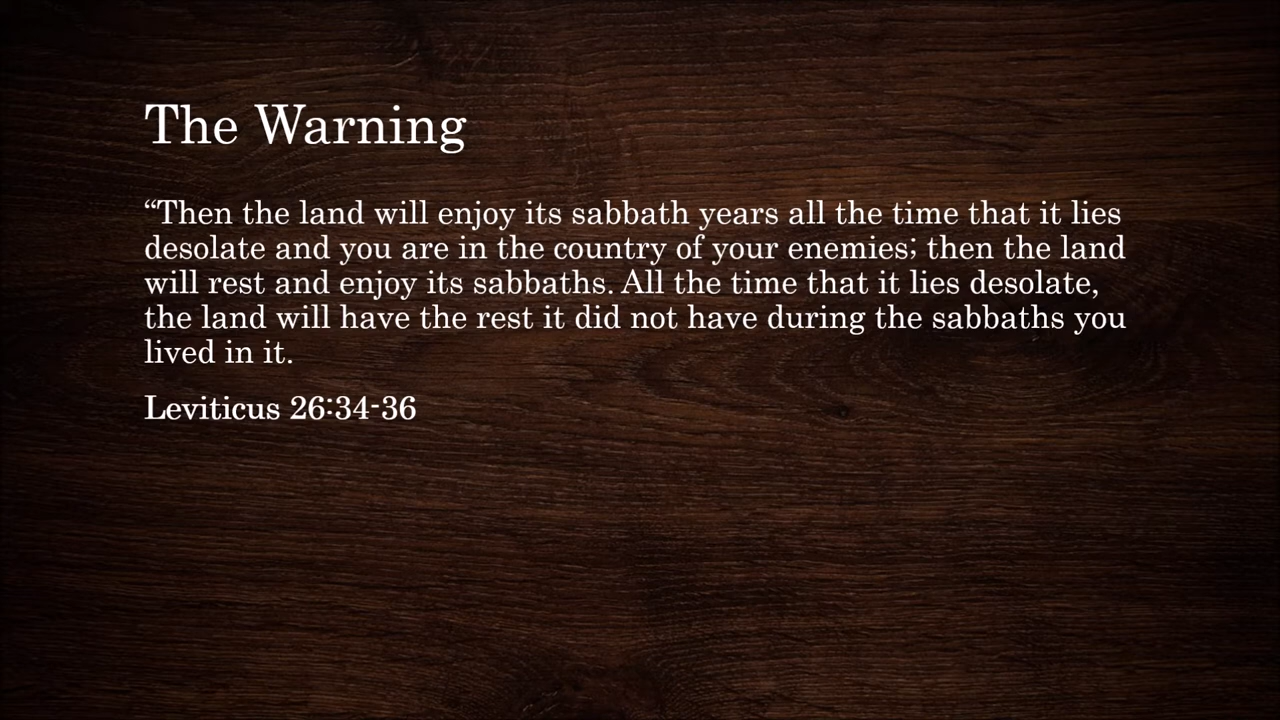 The Warning
“Then the land will enjoy its sabbath years all the time that it lies
desolate and you are in the country of your enemies; then the land
will rest and enjoy its sabbaths. All the time that it lies desolate,
the land will have the rest it did not have during the sabbaths you
lived in it.
Leviticus 26:34-36